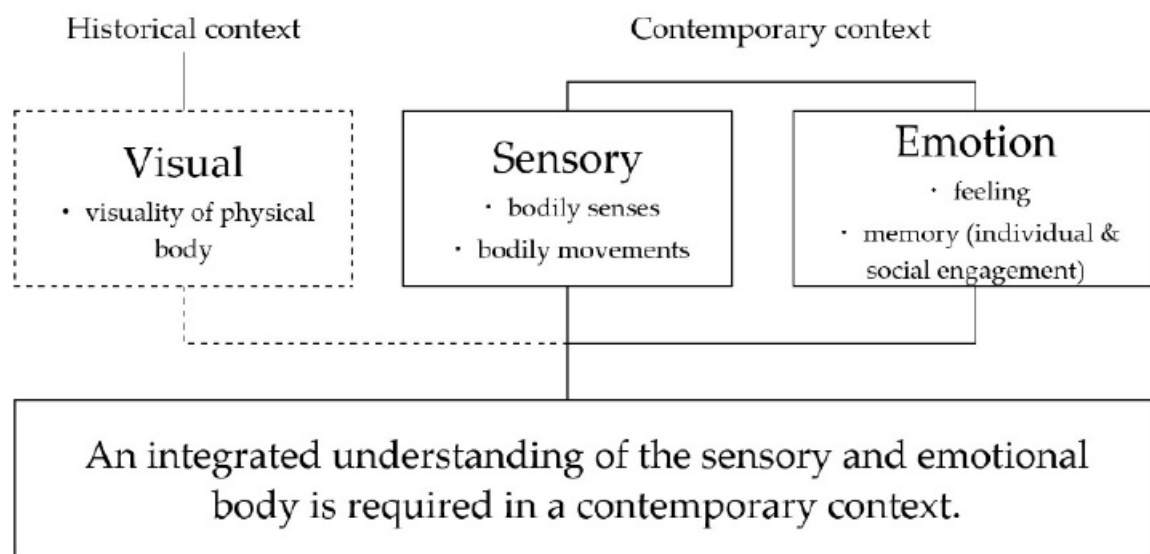 Historical context
Contemporary context
Visual
• visuality of physical
body
Sensory
• bodily senses
• bodily movements
Emotion
• feeling
• memory (individual &
social engagement)
An integrated understanding of the sensory and emotional
body is required in a contemporary context.